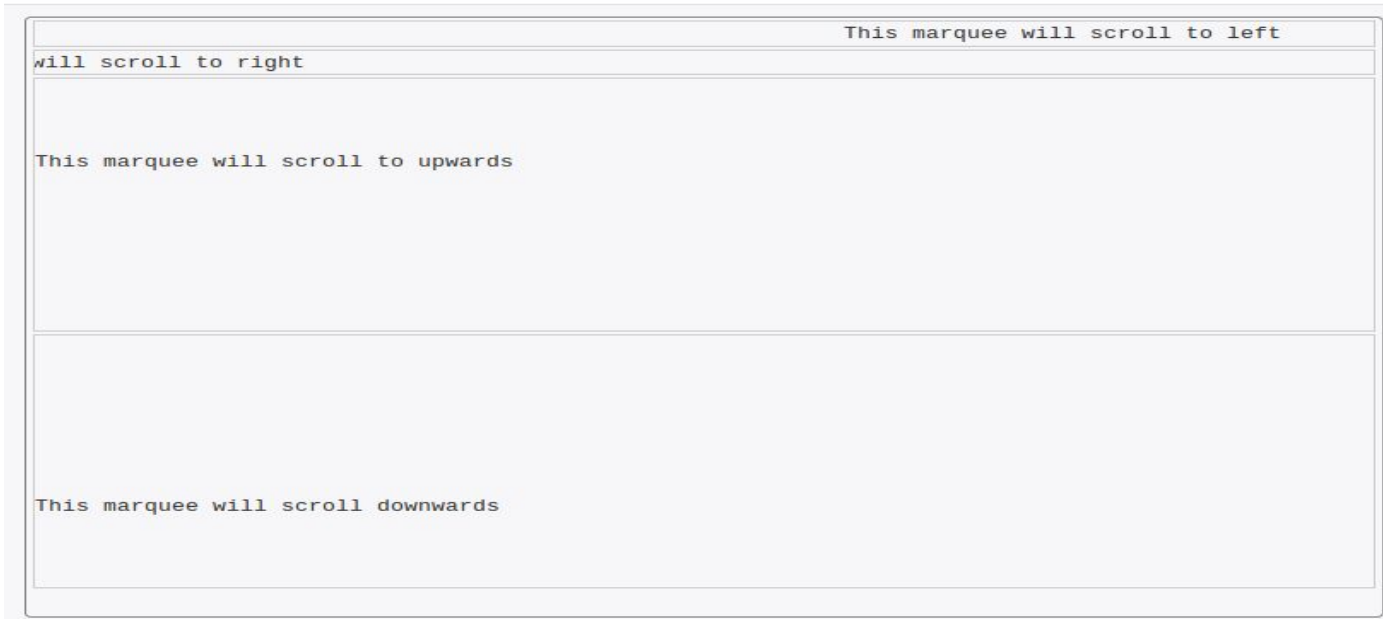 This marquee will scroll to left
will scroll to right
This marquee will scroll to upwards
This marquee will scroll downwards